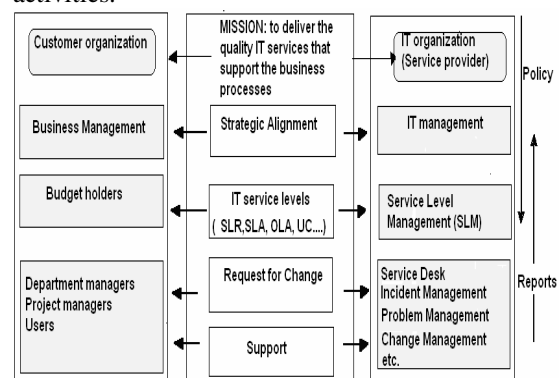 activities.
Customer organization
Business Management
Budget holders
Department managers
Project managers
Users
MISSION: to deliver the
quality IT services that
support the business
processes
Strategic Alignment
IT service levels
( SLR,SLA, OLA, UC....)
Request for Change
Support
IT organization
(Service provider)
IT management
Service Level
Management (SLM)
Service Desk
Incident Management
Problem Management
Change Management
etc.
Policy
Reports